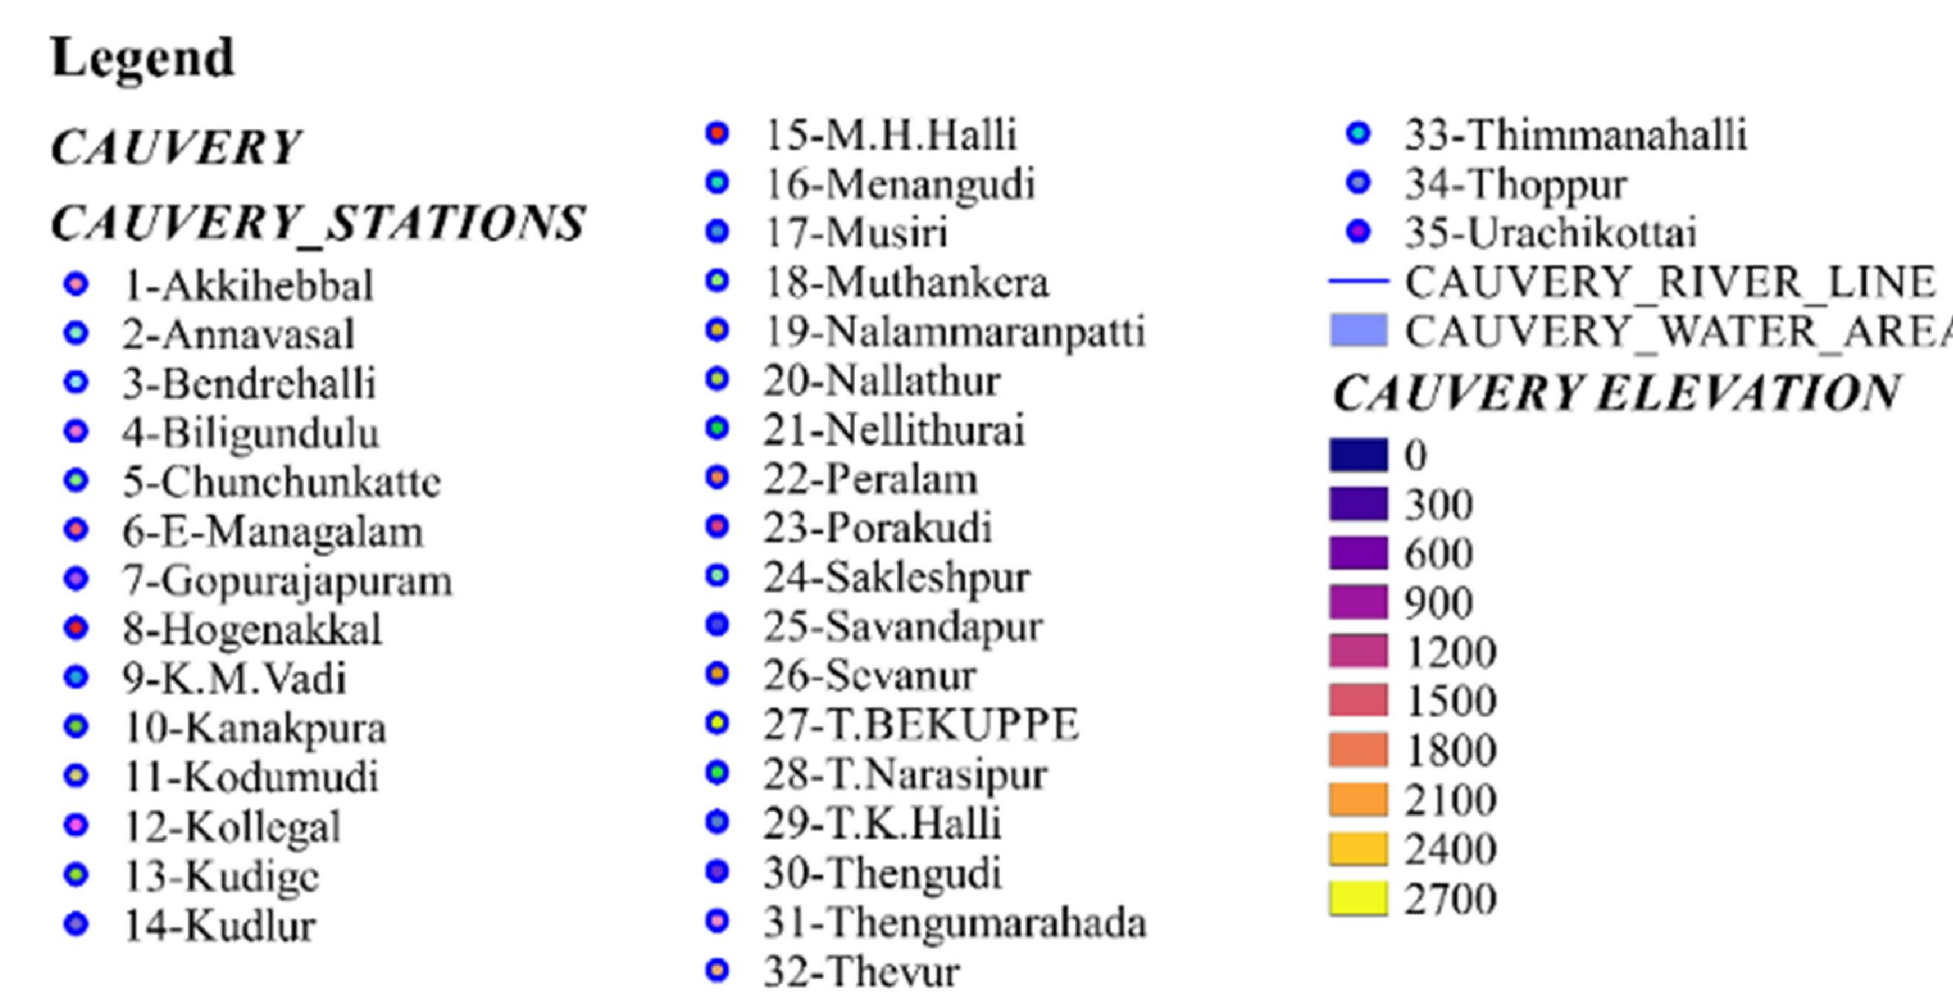 Legend
CAUVERY
CAUVERY_STATIONS
1-Akkihebbal
2-Annavasal
3-Bendrehalli
4-Biligundulu
5-Chunchunkatte
6-E-Managalam
7-Gopurajapuram
8-Hogenakkal
9-K.M.Vadi
10-Kanakpura
11-Kodumudi
12-Kollegal
13-Kudige
14-Kudlur
15-M.H.Halli
16-Menangudi
17-Musiri
18-Muthankera
19-Nalammaranpatti
20-Nallathur
21-Nellithurai
22-Peralam
23-Porakudi
24-Sakleshpur
25-Savandapur
26-Sevanur
27-T.BEKUPPE
28-T.Narasipur
29-T.K.Halli
30-Thengudi
31-Thengumarahada
32-Thevur
33-Thimmanahalli
34-Thoppur
35-Urachikottai
CAUVERY_RIVER_LINE
CAUVERY_WATER_AREA
CAUVERY ELEVATION
0
300
600
900
1200
1500
1800
2100
2400
2700